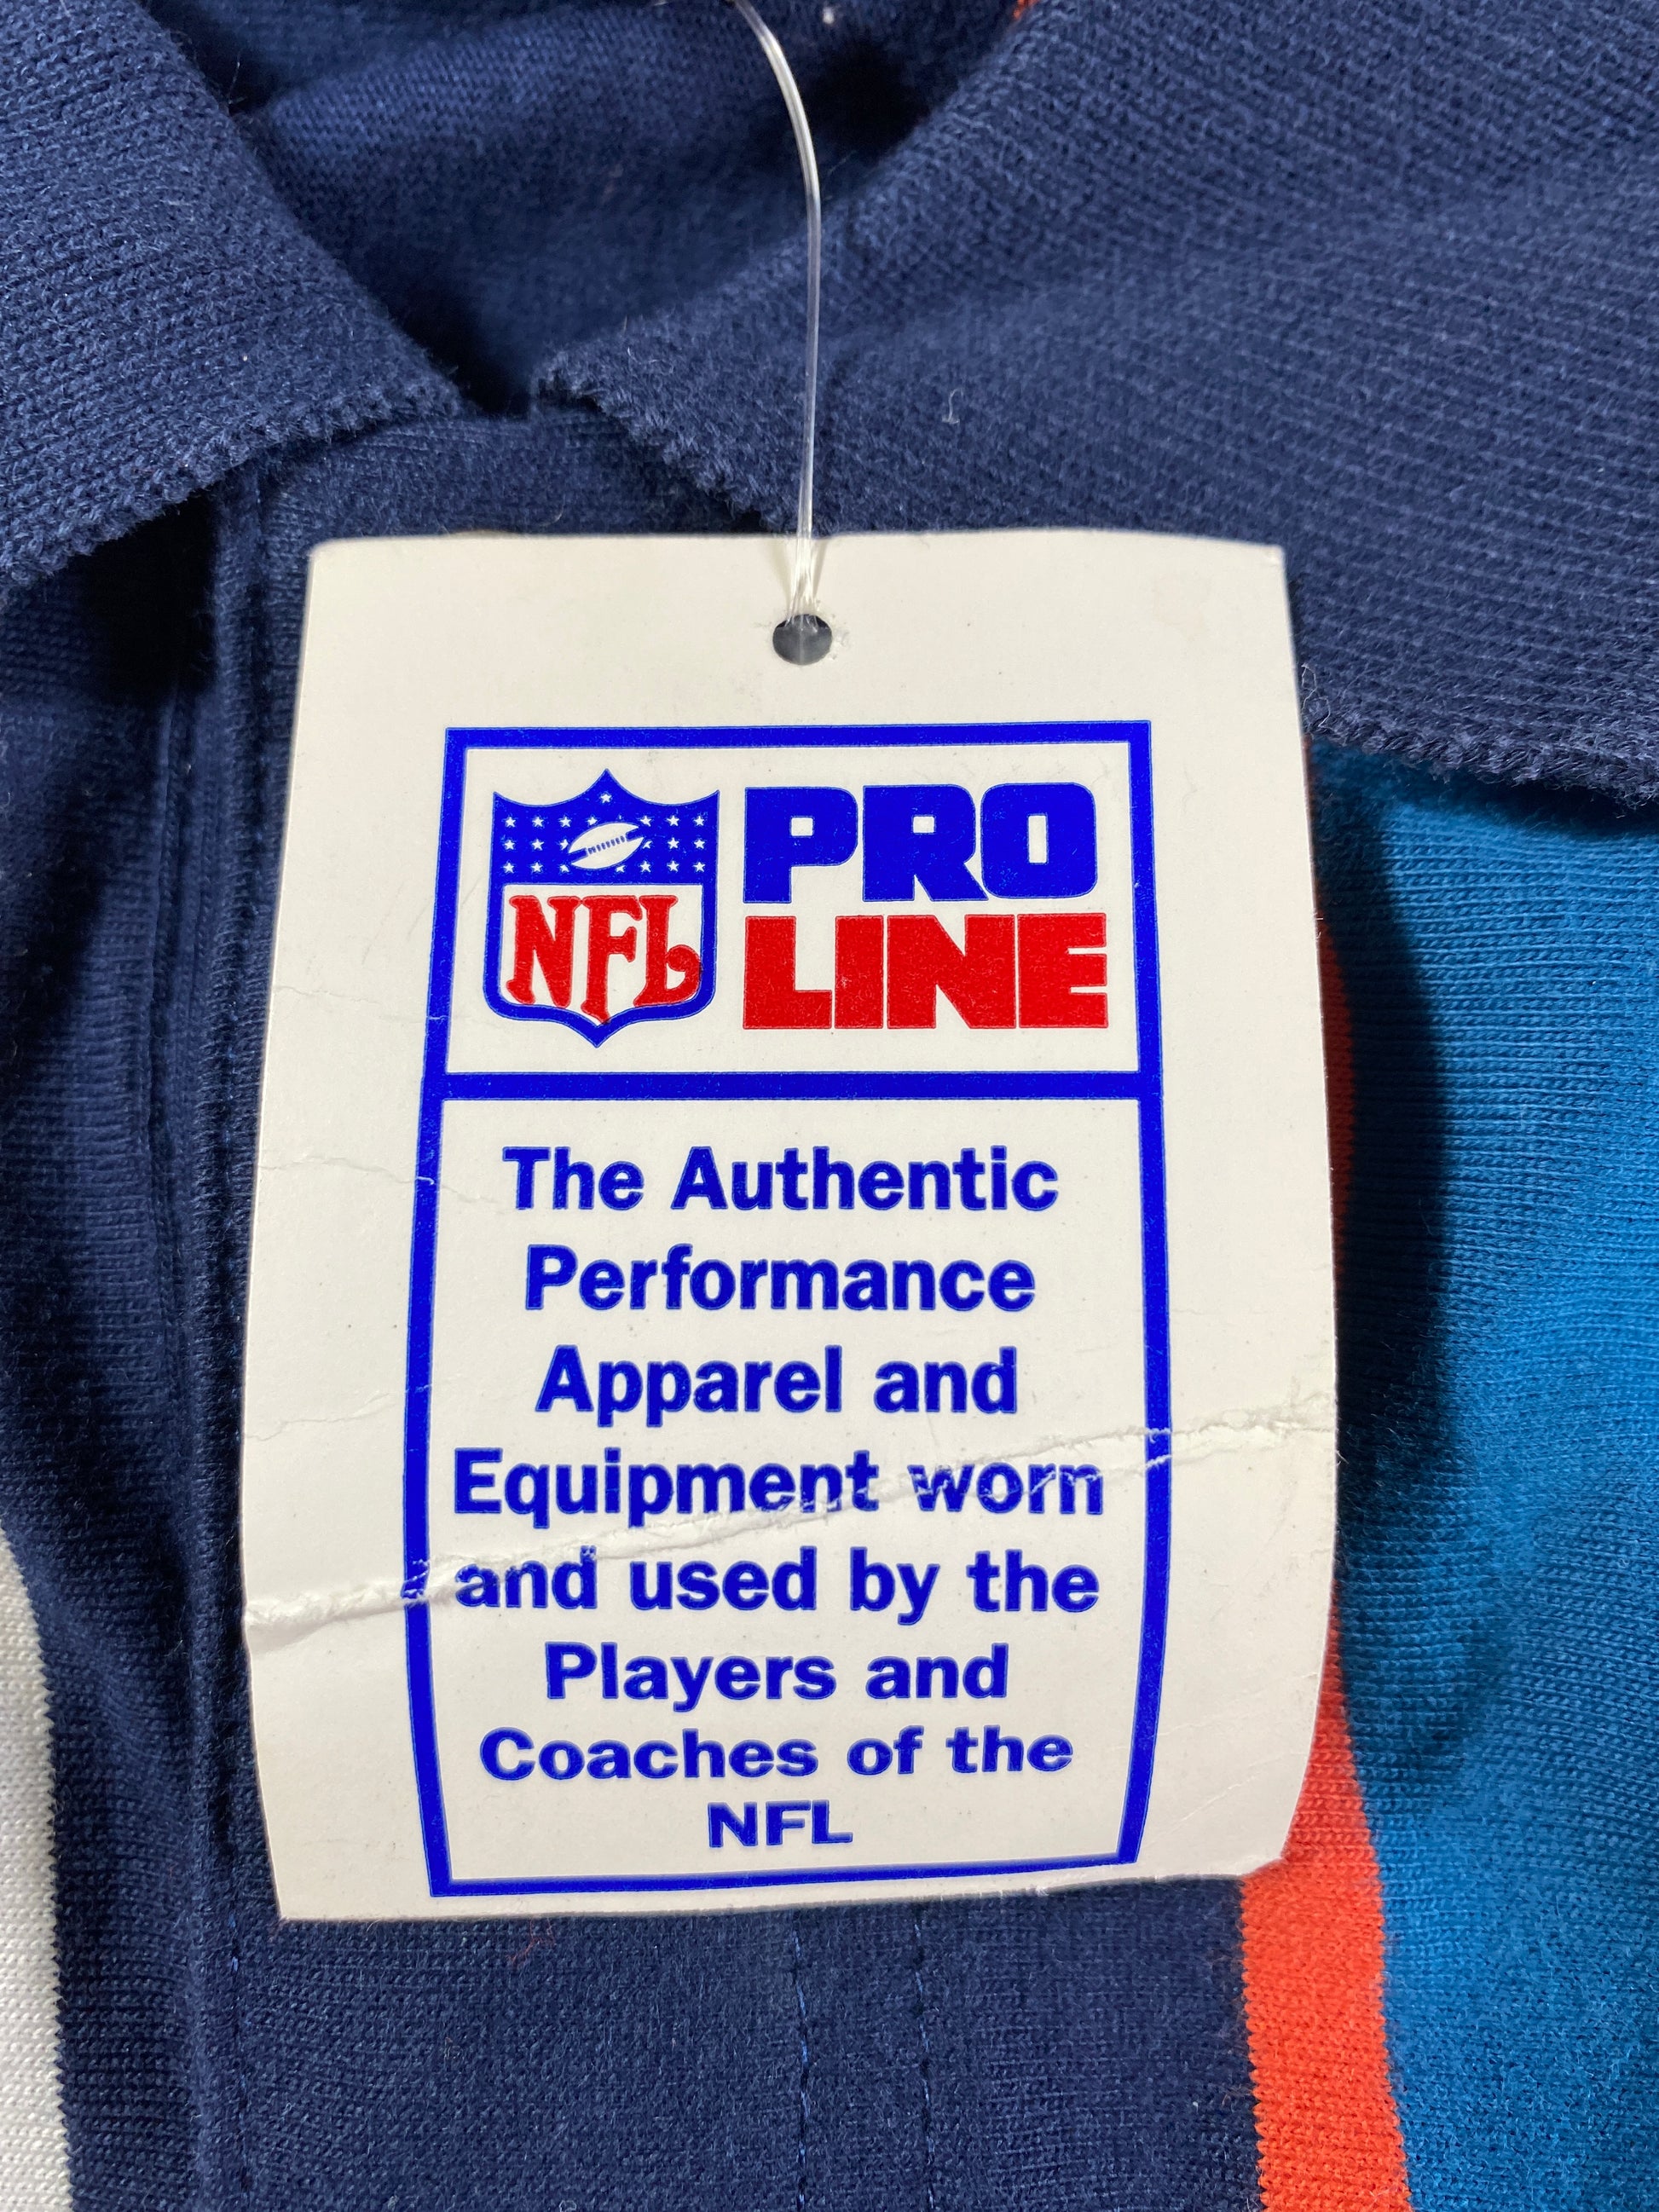 NFL
PRO
LINE
The Authentic
Performance
Apparel and
Equipment worn
and used by the
Players and
Coaches of the
NFL